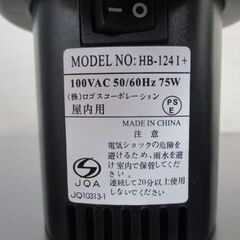 MODEL NO: HB-124 I+
100VAC 50/60Hz 75W
(株)ロゴスコーポレーション
屋内用
P S
E
MADE IN CHINA
注意
電気ショックの危険を
避けるため、雨水を避け
室内で保管してください。
連続して20分以上使用
しないでください
JQA
JQ10313-1